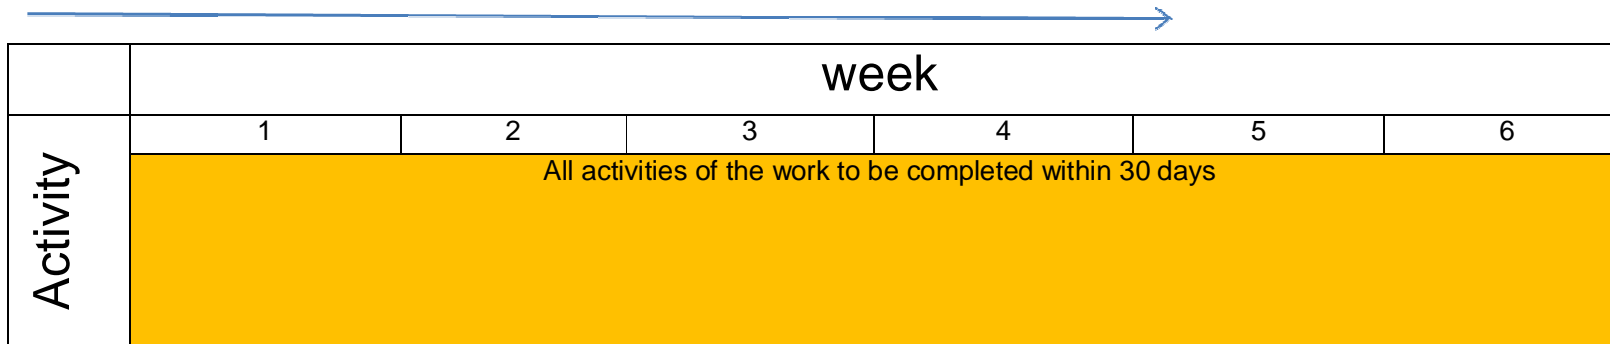 week
1 2 3 4 5 6
Activity
All activities of the work to be completed within 30 days